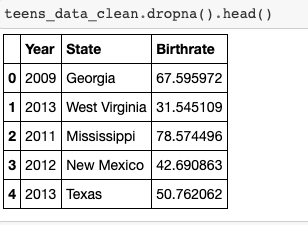 teens_data_clean.dropna().head()
Year State Birthrate
0 2009 Georgia 67.595972
1 2013 West Virginia 31.545109
2 2011 Mississippi 78.574496
3 2012 New Mexico 42.690863
4 2013 Texas 50.762062